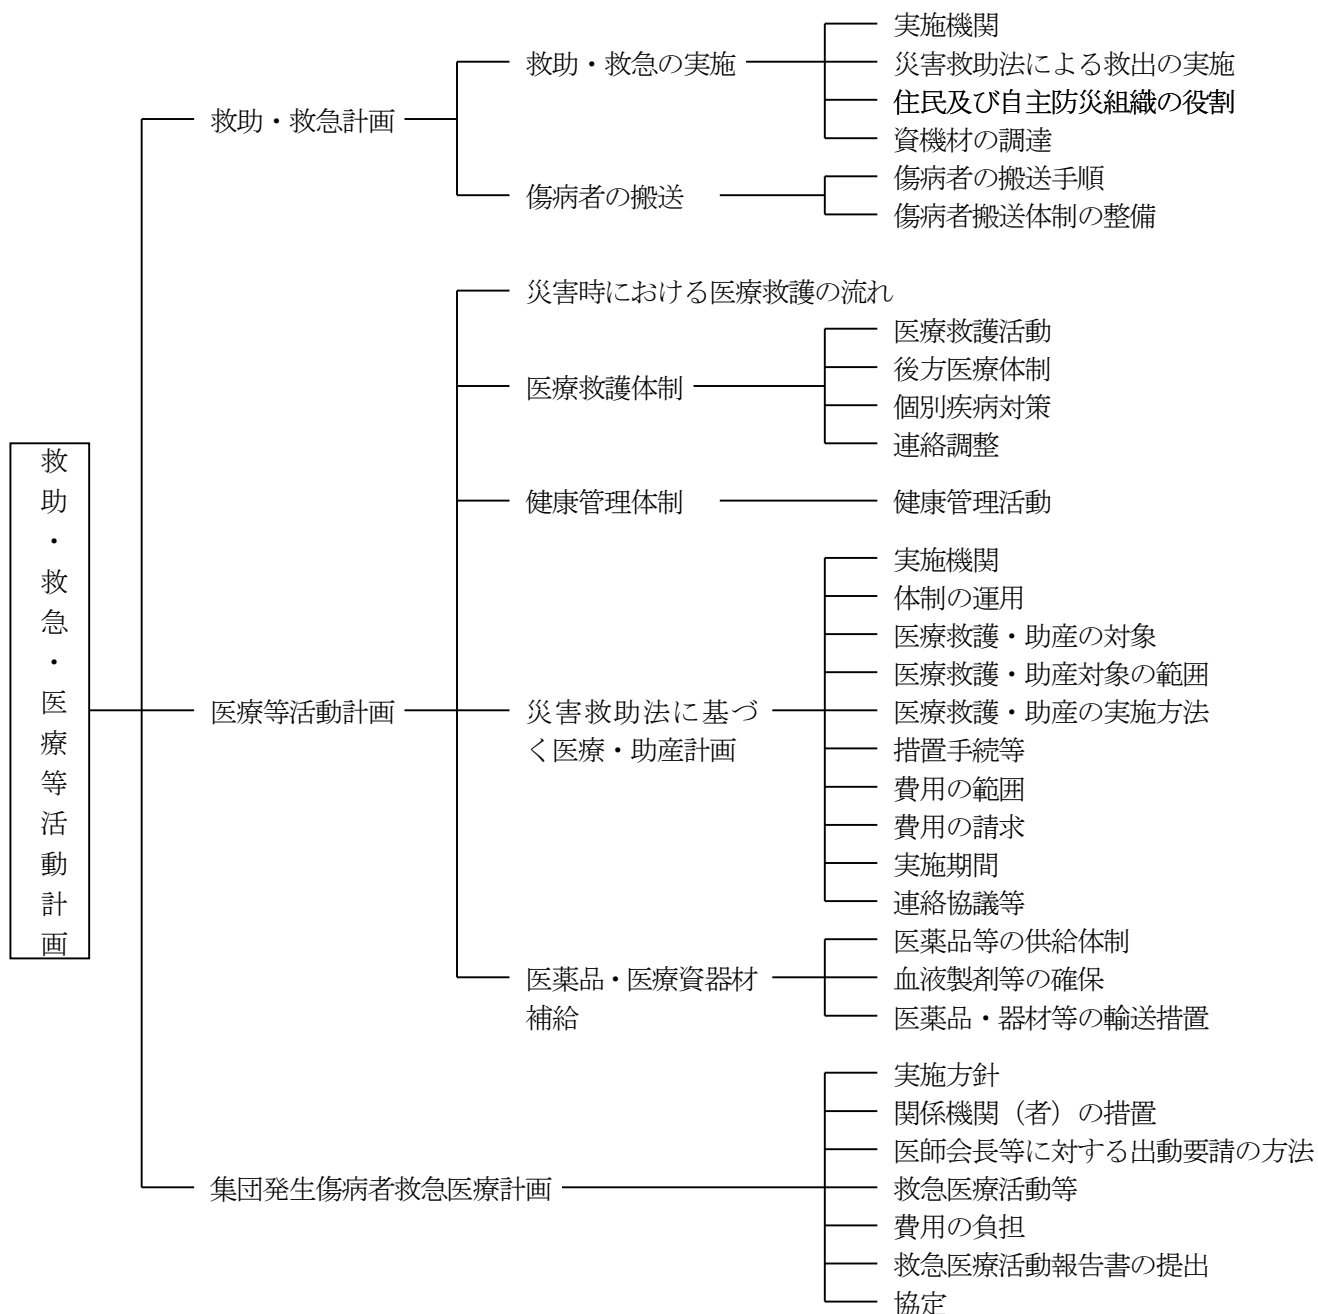 救助・救急・医療等活動計画
救助・救急計画
救助・救急の実施
実施機関
災害救助法による救出の実施
住民及び自主防災組織の役割
資機材の調達
傷病者の搬送
傷病者の搬送手順
傷病者搬送体制の整備
医療等活動計画
災害時における医療救護の流れ
医療救護体制
医療救護活動
後方医療体制
個別疾病対策
連絡調整
健康管理体制
健康管理活動
災害救助法に基づ
く医療・助産計画
実施機関
体制の運用
医療救護・助産の対象
医療救護・助産対象の範囲
医療救護・助産の実施方法
措置手続等
費用の範囲
費用の請求
実施期間
連絡協議等
医薬品・医療資器材
補給
医薬品等の供給体制
血液製剤等の確保
医薬品・器材等の輸送措置
集団発生傷病者救急医療計画
実施方針
関係機関（者）の措置
医師会長等に対する出動要請の方法
救急医療活動等
費用の負担
救急医療活動報告書の提出
協定